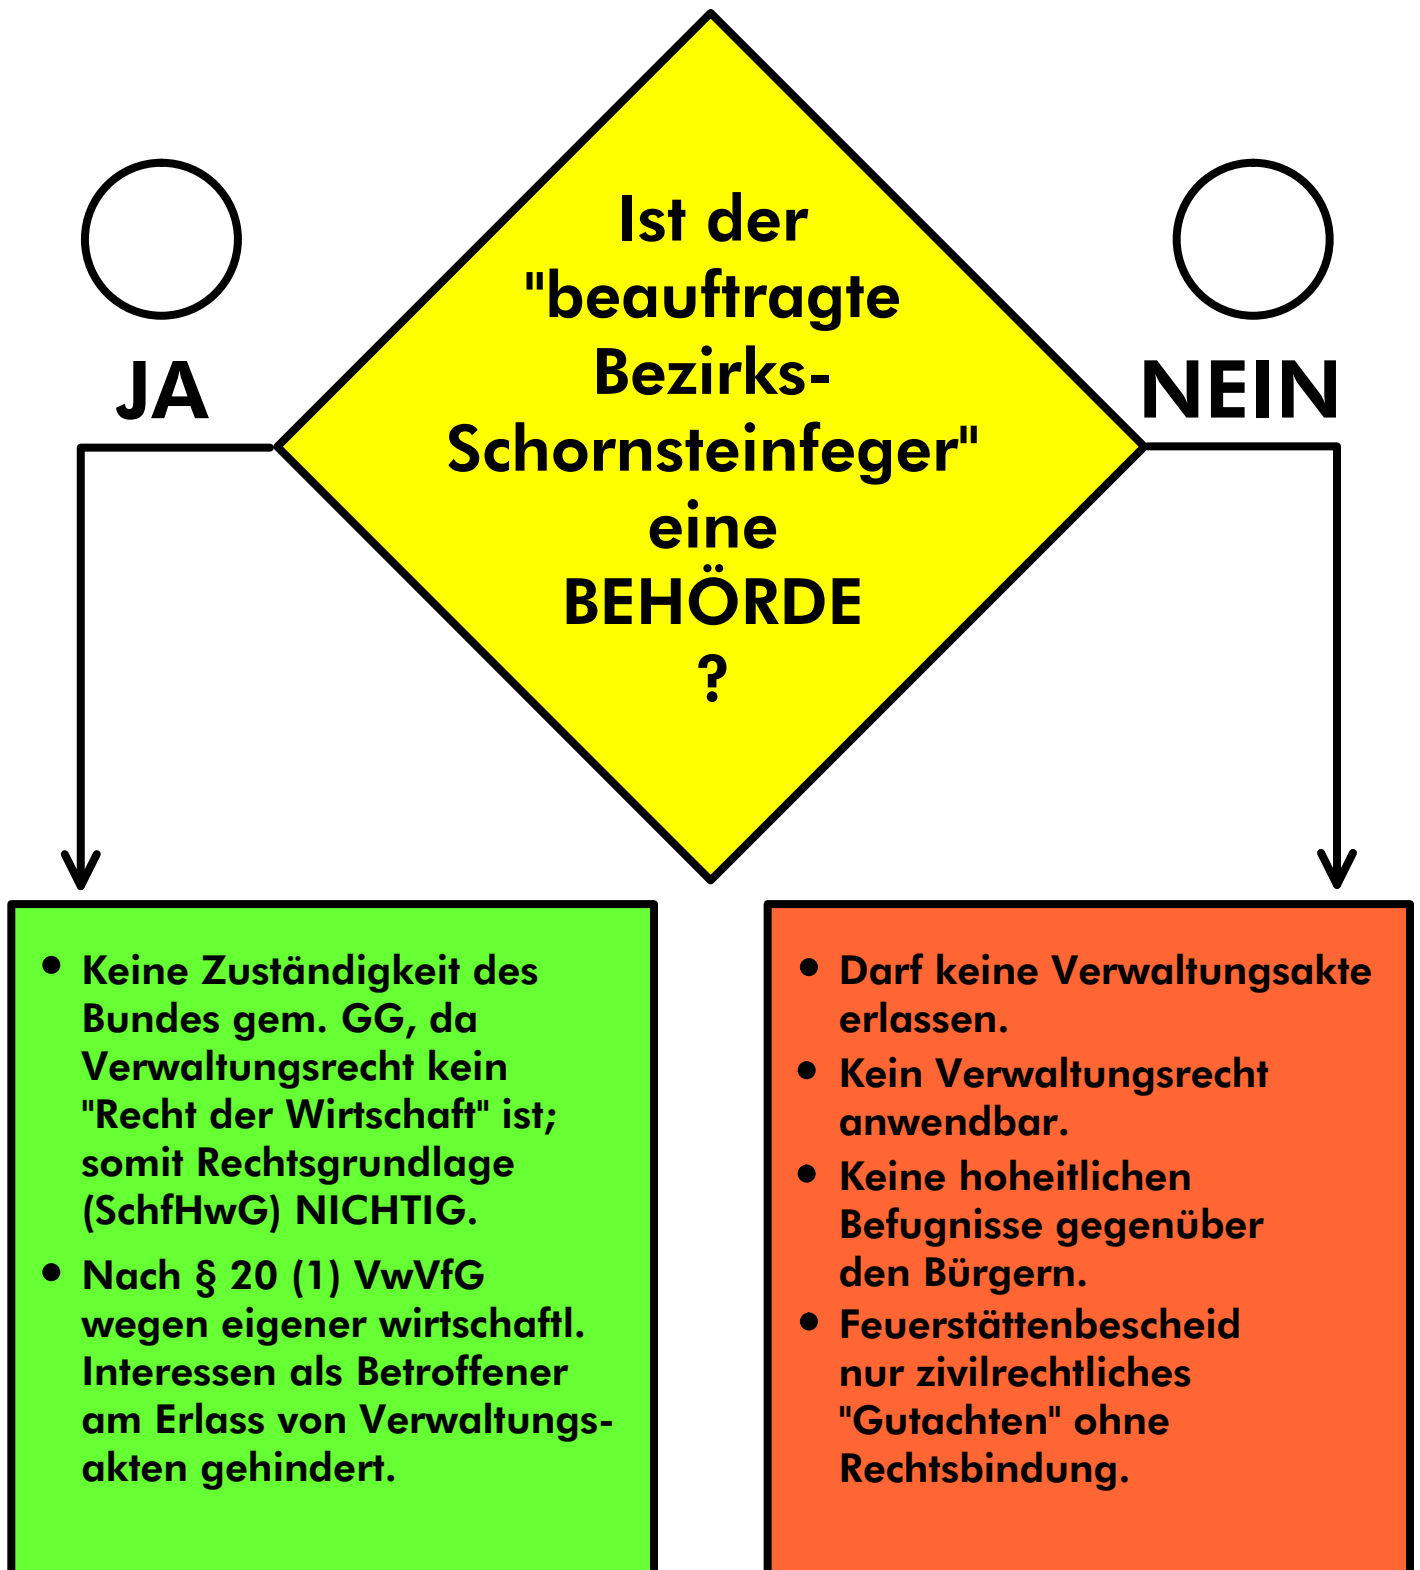 Ist der
"beauftragte
Bezirks-
Schornsteinfeger"
eine
BEHÖRDE
?
JA
NEIN
• Keine Zuständigkeit des
Bundes gem. GG, da
Verwaltungsrecht kein
"Recht der Wirtschaft" ist;
somit Rechtsgrundlage
(SchfHwG) NICHTIG.
• Nach § 20 (1) VwVfG
wegen eigener wirtschaftl.
Interessen als Betroffener
am Erlass von Verwaltungs-
akten gehindert.
• Darf keine Verwaltungsakte
erlassen.
• Kein Verwaltungsrecht
anwendbar.
• Keine hoheitlichen
Befugnisse gegenüber
den Bürgern.
• Feuerstättenbescheid
nur zivilrechtliches
"Gutachten" ohne
Rechtsbindung.